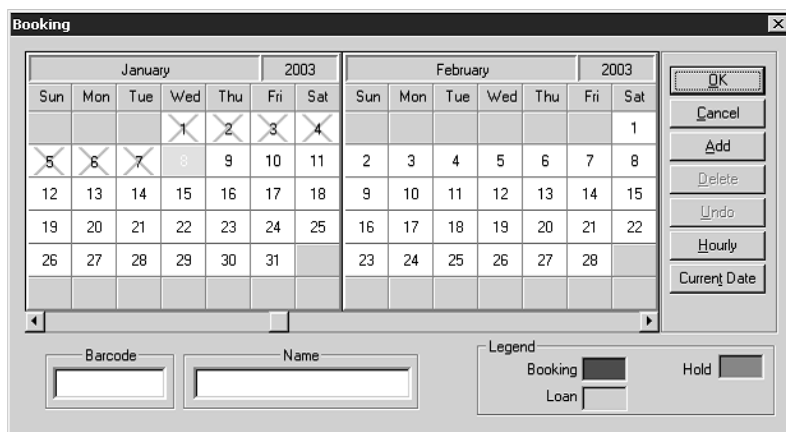 Booking
January 2003 February 2003
Sun Mon Tue Wed Thu Fri Sat Sun Mon Tue Wed Thu Fri Sat
1 2 3 4 1
5 6 7 8 9 10 11 2 3 4 5 6 7 8
12 13 14 15 16 17 18 9 10 11 12 13 14 15
19 20 21 22 23 24 25 16 17 18 19 20 21 22
26 27 28 29 30 31 23 24 25 26 27 28
OK
Cancel
Add
Delete
Undo
Hourly
Current Date
Barcode
Name
Legend
Booking
Hold
Loan